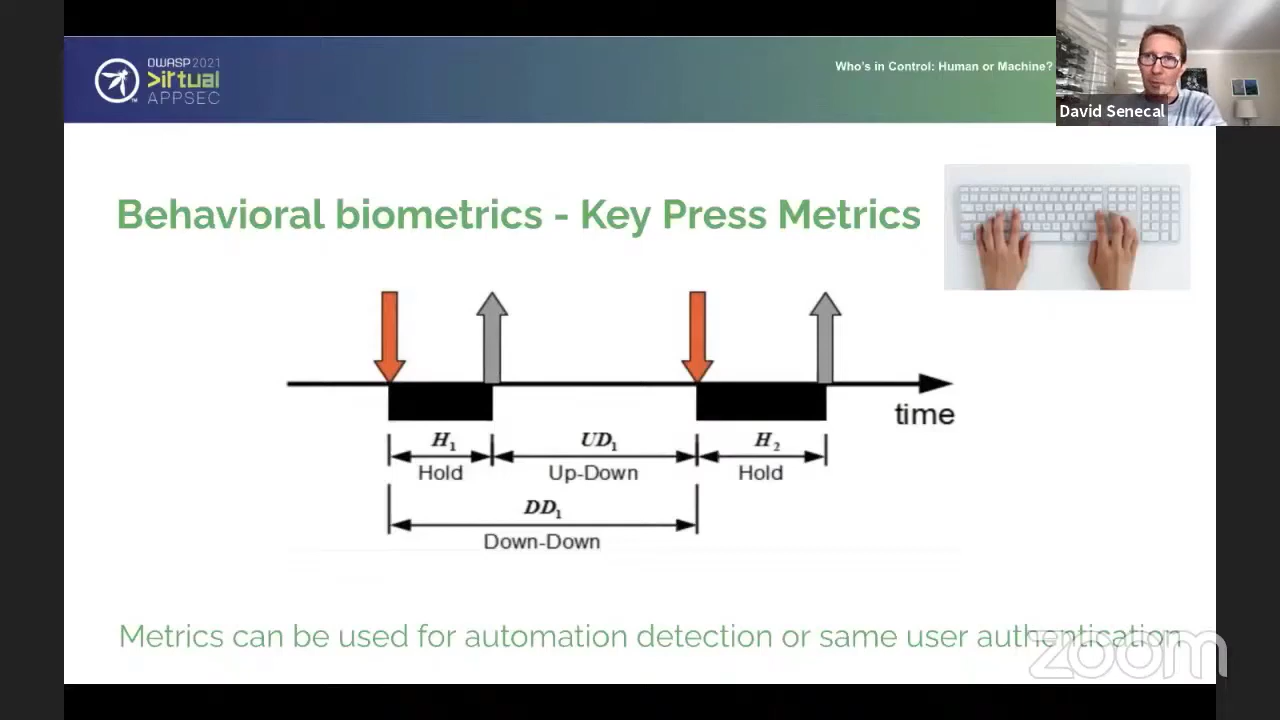 OWASP 2021
>irtual
APPSEC
Who's in Control: Human or Machine?
David Senecal
Behavioral biometrics - Key Press Metrics
time
H1 UD1 H2
Hold Up-Down Hold
DD1
Down-Down
Metrics can be used for automation detection or same user authentication
zoom